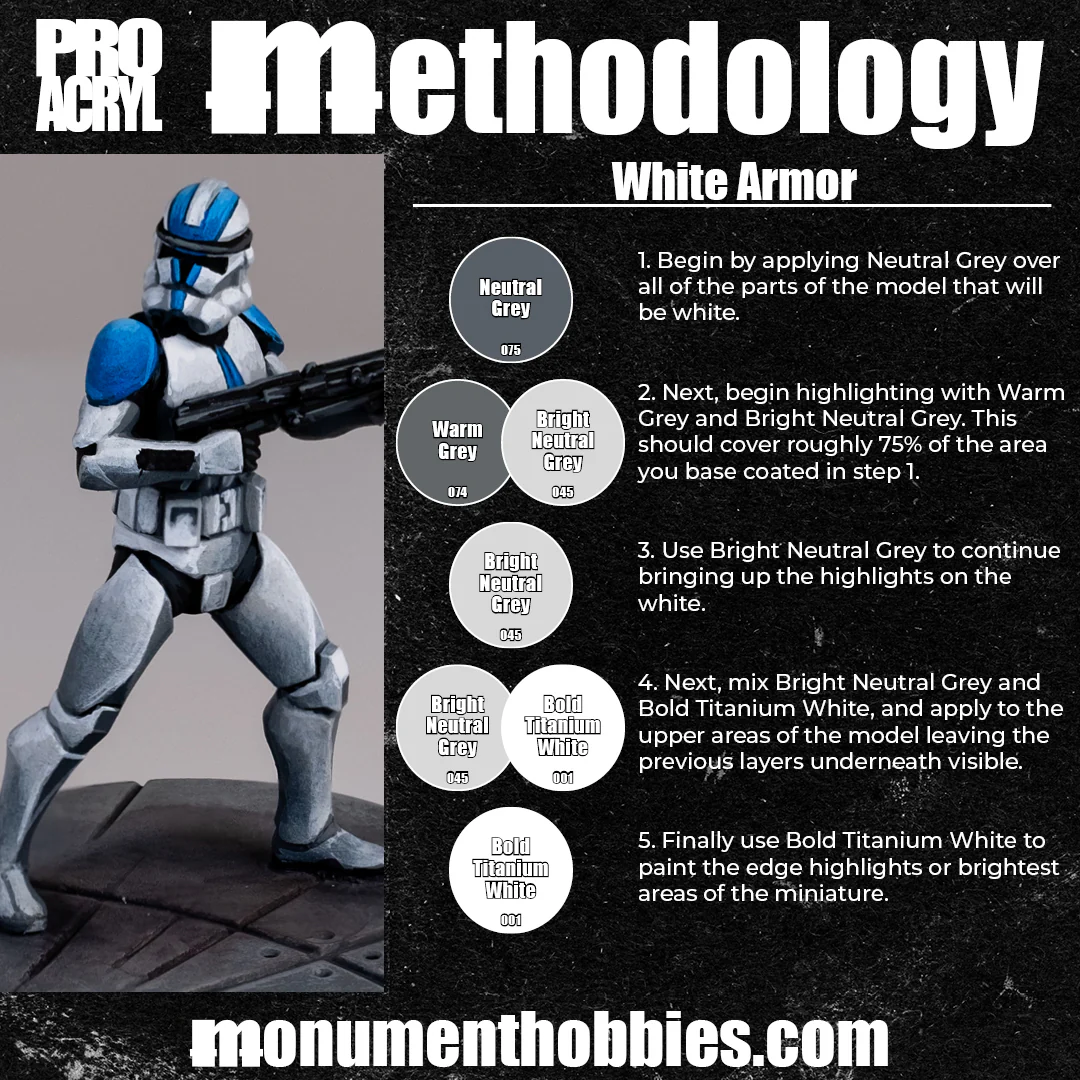 PRO
ACRYL
methodology
White Armor
Neutral
Grey
075
1. Begin by applying Neutral Grey over
all of the parts of the model that will
be white.
Warm
Grey
074
Bright
Neutral
Grey
045
2. Next, begin highlighting with Warm
Grey and Bright Neutral Grey. This
should cover roughly 75% of the area
you base coated in step 1.
Bright
Neutral
Grey
045
3. Use Bright Neutral Grey to continue
bringing up the highlights on the
white.
Bright
Neutral
Grey
045
Bold
Titanium
White
001
4. Next, mix Bright Neutral Grey and
Bold Titanium White, and apply to the
upper areas of the model leaving the
previous layers underneath visible.
Bold
Titanium
White
001
5. Finally use Bold Titanium White to
paint the edge highlights or brightest
areas of the miniature.
monumenthobbies.com